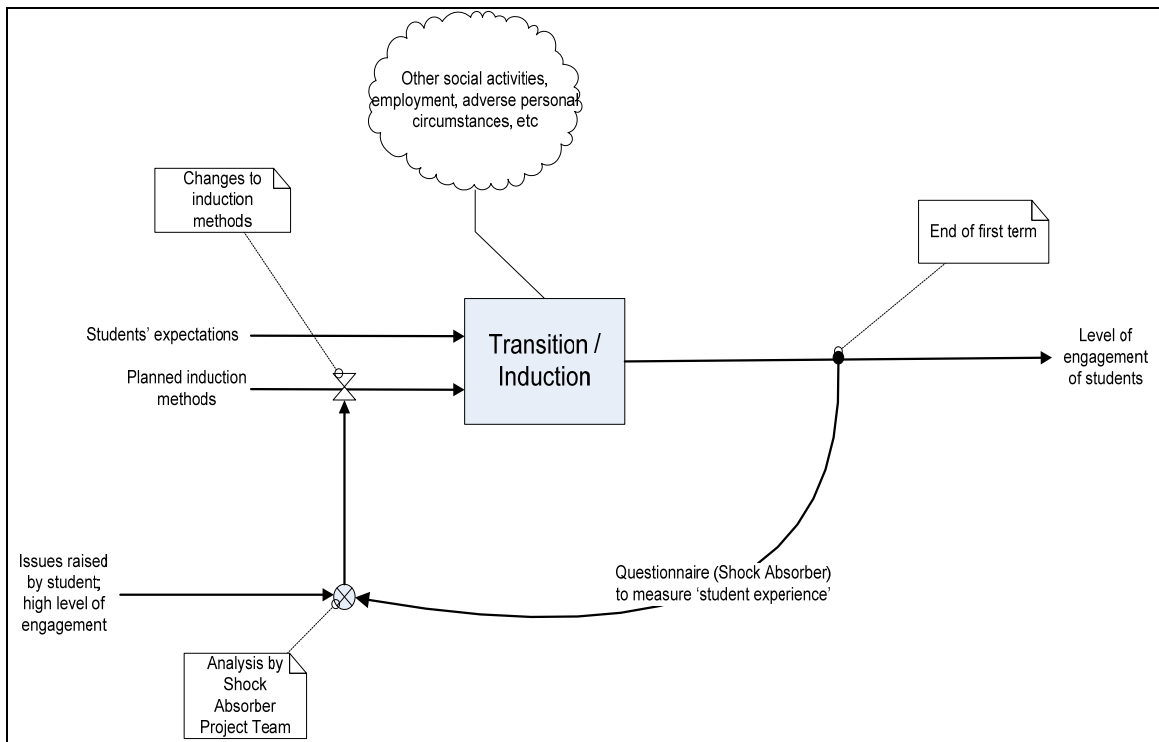 Other social activities,
employment, adverse personal
circumstances, etc
Changes to
induction
methods
End of first term
Students’ expectations
Transition /
Induction
Level of
engagement
of students
Planned induction
methods
Issues raised
by student;
high level of
engagement
Questionnaire (Shock Absorber)
to measure ‘student experience’
Analysis by
Shock
Absorber
Project Team